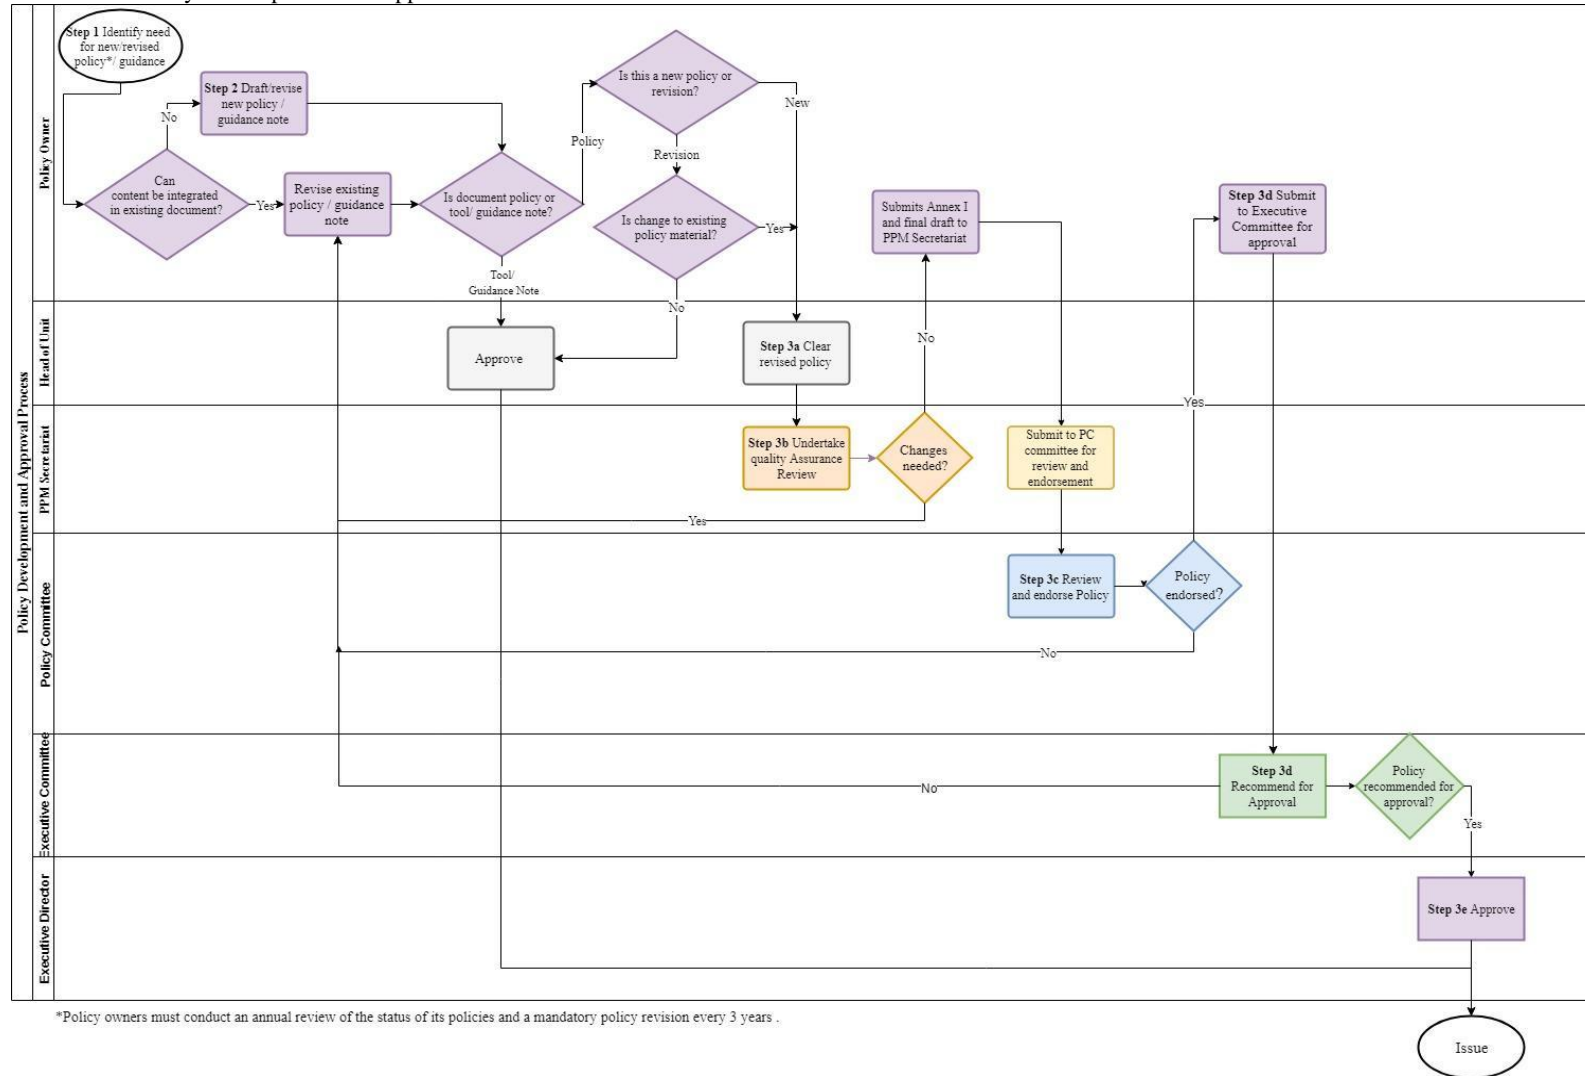 Policy Development and Approval Process
Policy Owner
Step 1 Identify need
for new/revised
policy*/ guidance
Step 2 Draft/revise
new policy /
guidance note
No
Can
content be integrated
in existing document?
Yes
Revise existing
policy / guidance
note
Is document policy or
tool/ guidance note?
Policy
Tool/
Guidance Note
Is this a new policy or
revision?
New
Revision
Is change to existing
policy material?
Yes
No
Submits Annex I
and final draft to
PPM Secretariat
Step 3d Submit
to Executive
Committee for
approval
Head of Unit
Approve
Step 3a Clear
revised policy
No
Yes
PPM Secretariat
Step 3b Undertake
quality Assurance
Review
Changes
needed?
Submit to PC
committee for
review and
endorsement
Yes
Policy Committee
Step 3c Review
and endorse Policy
Policy
endorsed?
No
Executive Committee
Step 3d
Recommend for
Approval
Policy
recommended for
approval?
No
Yes
Executive Director
Step 3e Approve
*Policy owners must conduct an annual review of the status of its policies and a mandatory policy revision every 3 years .
Issue